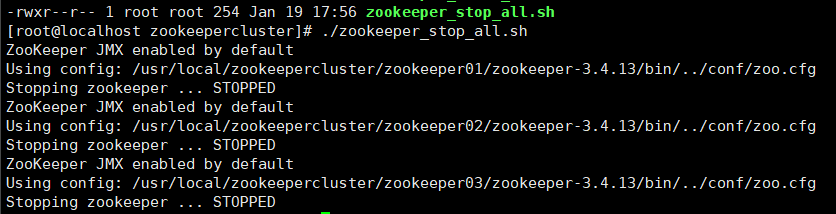 -rwxr--r-- 1 root root 254 Jan 19 17:56 zookeeper_stop_all.sh
[root@localhost zookeepercluster]# ./zookeeper_stop_all.sh
ZooKeeper JMX enabled by default
Using config: /usr/local/zookeepercluster/zookeeper01/zookeeper-3.4.13/bin/../conf/zoo.cfg
Stopping zookeeper ... STOPPED
ZooKeeper JMX enabled by default
Using config: /usr/local/zookeepercluster/zookeeper02/zookeeper-3.4.13/bin/../conf/zoo.cfg
Stopping zookeeper ... STOPPED
ZooKeeper JMX enabled by default
Using config: /usr/local/zookeepercluster/zookeeper03/zookeeper-3.4.13/bin/../conf/zoo.cfg
Stopping zookeeper ... STOPPED